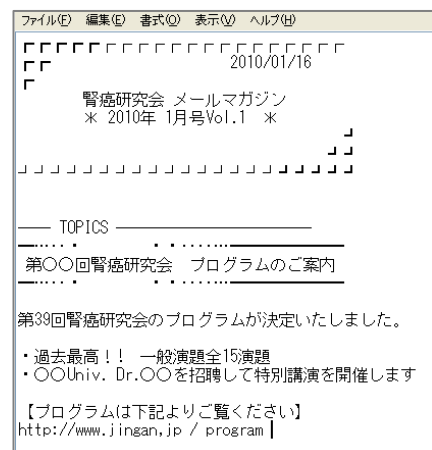 ファイル(F) 編集(E) 書式(O) 表示(V) ヘルプ(H)
2010/01/16
腎癌研究会 メールマガジン
＊ 2010年 1月号Vol.1 ＊
TOPICS
第〇〇回腎癌研究会 プログラムのご案内
第39回腎癌研究会のプログラムが決定いたしました。
・過去最高！！ 一般演題全15演題
・〇〇Univ. Dr.〇〇を招聘して特別講演を開催します
【プログラムは下記よりご覧ください】
http://www.jingan,jp / program